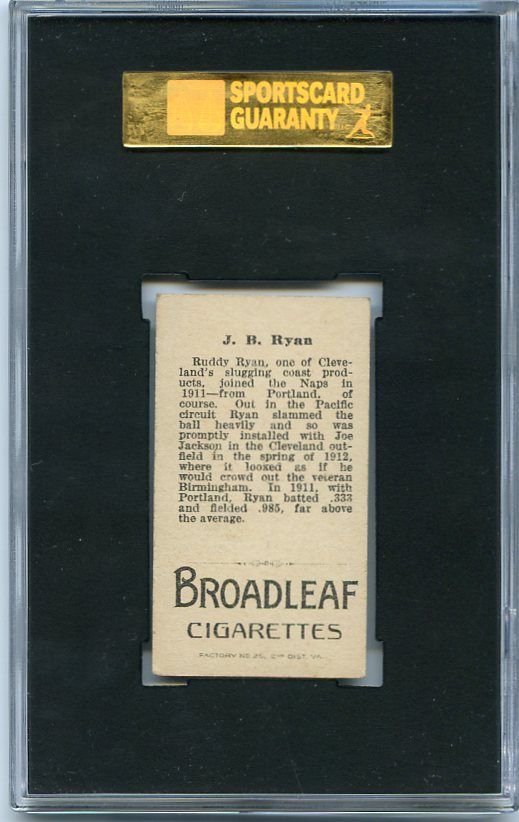 SPORTSCARD
GUARANTY
J. B. Ryan
Ruddy Ryan, one of Cleve-
land's slugging coast prod-
ucts, joined the Naps in
1911—from Portland, of
course. Out in the Pacific
circuit Ryan slammed the
ball heavily and so was
promptly installed with Joe
Jackson in the Cleveland out-
field in the spring of 1912,
where it looked as if he
would crowd out the veteran
Birmingham. In 1911, with
Portland, Ryan batted .333
and fielded .985, far above
the average.
BROADLEAF
CIGARETTES
FACTORY NO 25, 2ND DIST. VA.